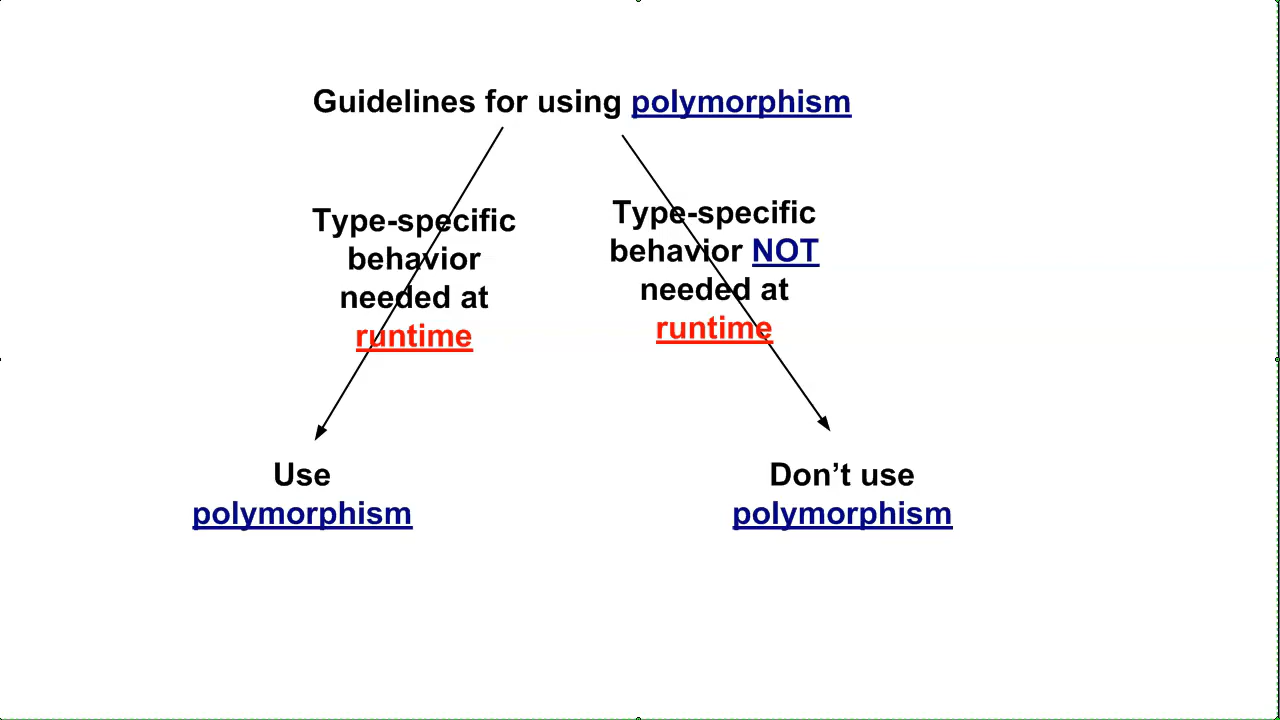 Guidelines for using polymorphism
Type-specific
behavior
needed at
runtime
Type-specific
behavior NOT
needed at
runtime
Use
polymorphism
Don’t use
polymorphism